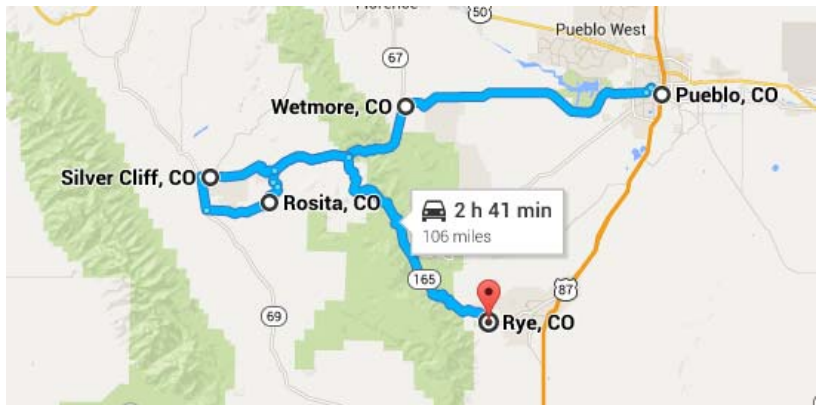 Florence
50
Pueblo West
67
Wetmore, CO
Pueblo, CO
Silver Cliff, CO
Rosita, CO
2 h 41 min
106 miles
165
87
69
Rye, CO